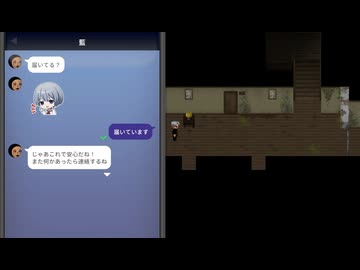 藍
届いてる？
届いています
じゃあこれで安心だね！
また何かあったら連絡するね